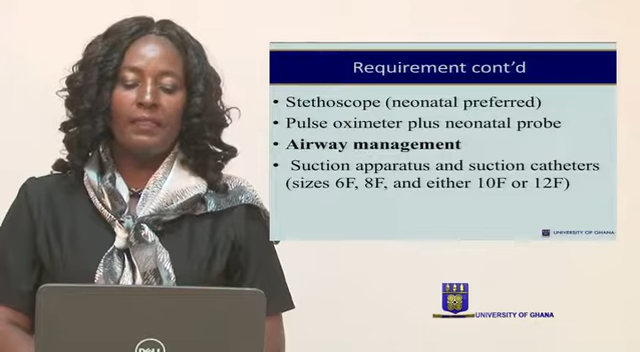 Requirement cont'd
• Stethoscope (neonatal preferred)
• Pulse oximeter plus neonatal probe
• Airway management
• Suction apparatus and suction catheters
(sizes 6F, 8F, and either 10F or 12F)
UNIVERSITY OF GHANA
UNIVERSITY OF GHANA
DELL